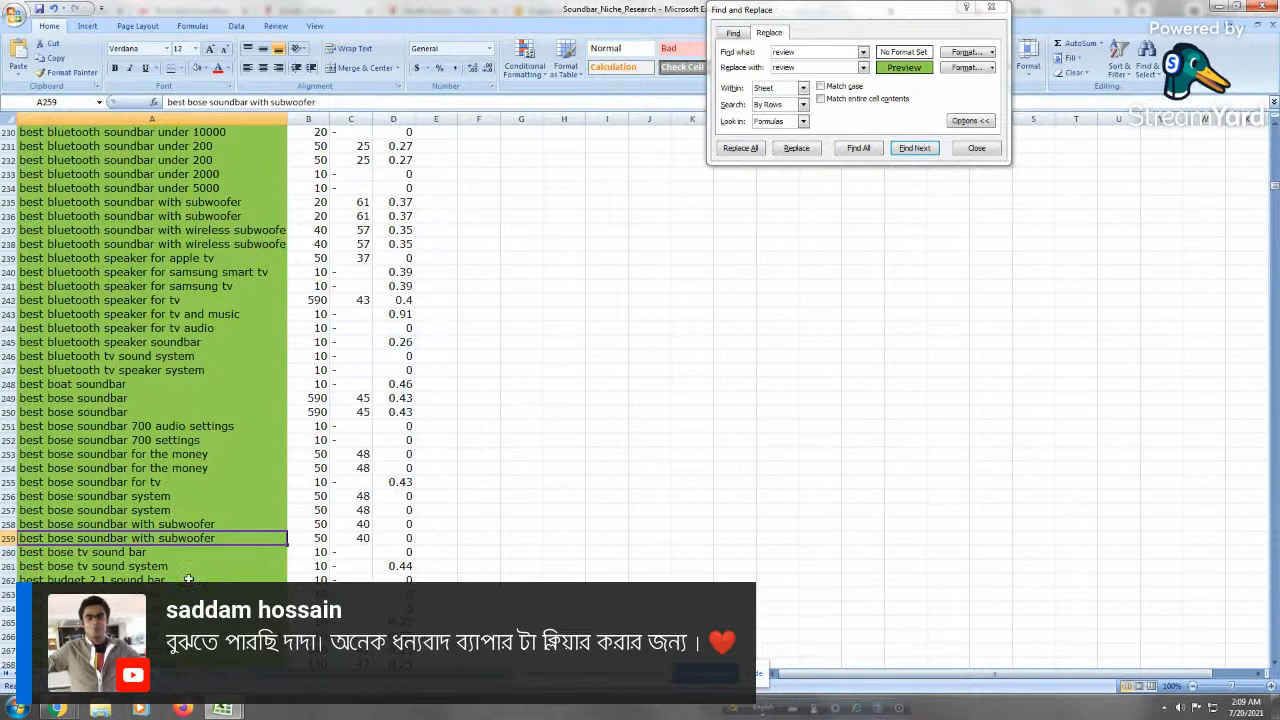 Soundbar_Niche_Research - Microsoft E
Home Insert Page Layout Formulas Data Review View
Cut
Copy
Format Painter
Paste
Clipboard
Verdana 12
B I U
Font
Wrap Text
Merge & Center
Alignment
General
Number
Conditional Formatting
Format as Table
Normal Bad
Calculation Check Cell
AutoSum
Fill
Clear
Sort & Filter
Find & Select
Editing
Find and Replace
Find Replace
Find what: review No Format Set Format...
Replace with: review Preview Format...
Within: Sheet Match case
Search: By Rows Match entire cell contents
Look in: Formulas Options <<
Replace All Replace Find All Find Next Close
Powered by
StreamYard
A259 fx best bose soundbar with subwoofer
A B C D E F G H I J K L M N O P Q R S T U V W X
230 best bluetooth soundbar under 10000 20 - 0
231 best bluetooth soundbar under 200 50 25 0.27
232 best bluetooth soundbar under 200 50 25 0.27
233 best bluetooth soundbar under 2000 10 - 0
234 best bluetooth soundbar under 5000 10 - 0
235 best bluetooth soundbar with subwoofer 20 61 0.37
236 best bluetooth soundbar with subwoofer 20 61 0.37
237 best bluetooth soundbar with wireless subwoofe 40 57 0.35
238 best bluetooth soundbar with wireless subwoofe 40 57 0.35
239 best bluetooth speaker for apple tv 50 37 0
240 best bluetooth speaker for samsung smart tv 10 - 0.39
241 best bluetooth speaker for samsung tv 10 - 0.39
242 best bluetooth speaker for tv 590 43 0.4
243 best bluetooth speaker for tv and music 10 - 0.91
244 best bluetooth speaker for tv audio 10 - 0
245 best bluetooth speaker soundbar 10 - 0.26
246 best bluetooth tv sound system 10 - 0
247 best bluetooth tv speaker system 10 - 0
248 best boat soundbar 10 - 0.46
249 best bose soundbar 590 45 0.43
250 best bose soundbar 590 45 0.43
251 best bose soundbar 700 audio settings 10 - 0
252 best bose soundbar 700 settings 10 - 0
253 best bose soundbar for the money 50 48 0
254 best bose soundbar for the money 50 48 0
255 best bose soundbar for tv 10 - 0.43
256 best bose soundbar system 50 48 0
257 best bose soundbar system 50 48 0
258 best bose soundbar with subwoofer 50 40 0
259 best bose soundbar with subwoofer 50 40 0
260 best bose tv sound bar 10 - 0
261 best bose tv sound system 10 - 0.44
262 best budget 2.1 sound bar 10 - 0
saddam hossain
বুঝতে পারছি দাদা। অনেক ধন্যবাদ ব্যাপার টা ক্লিয়ার করার জন্য। ❤️
100%
English
2:09 AM
7/20/2021